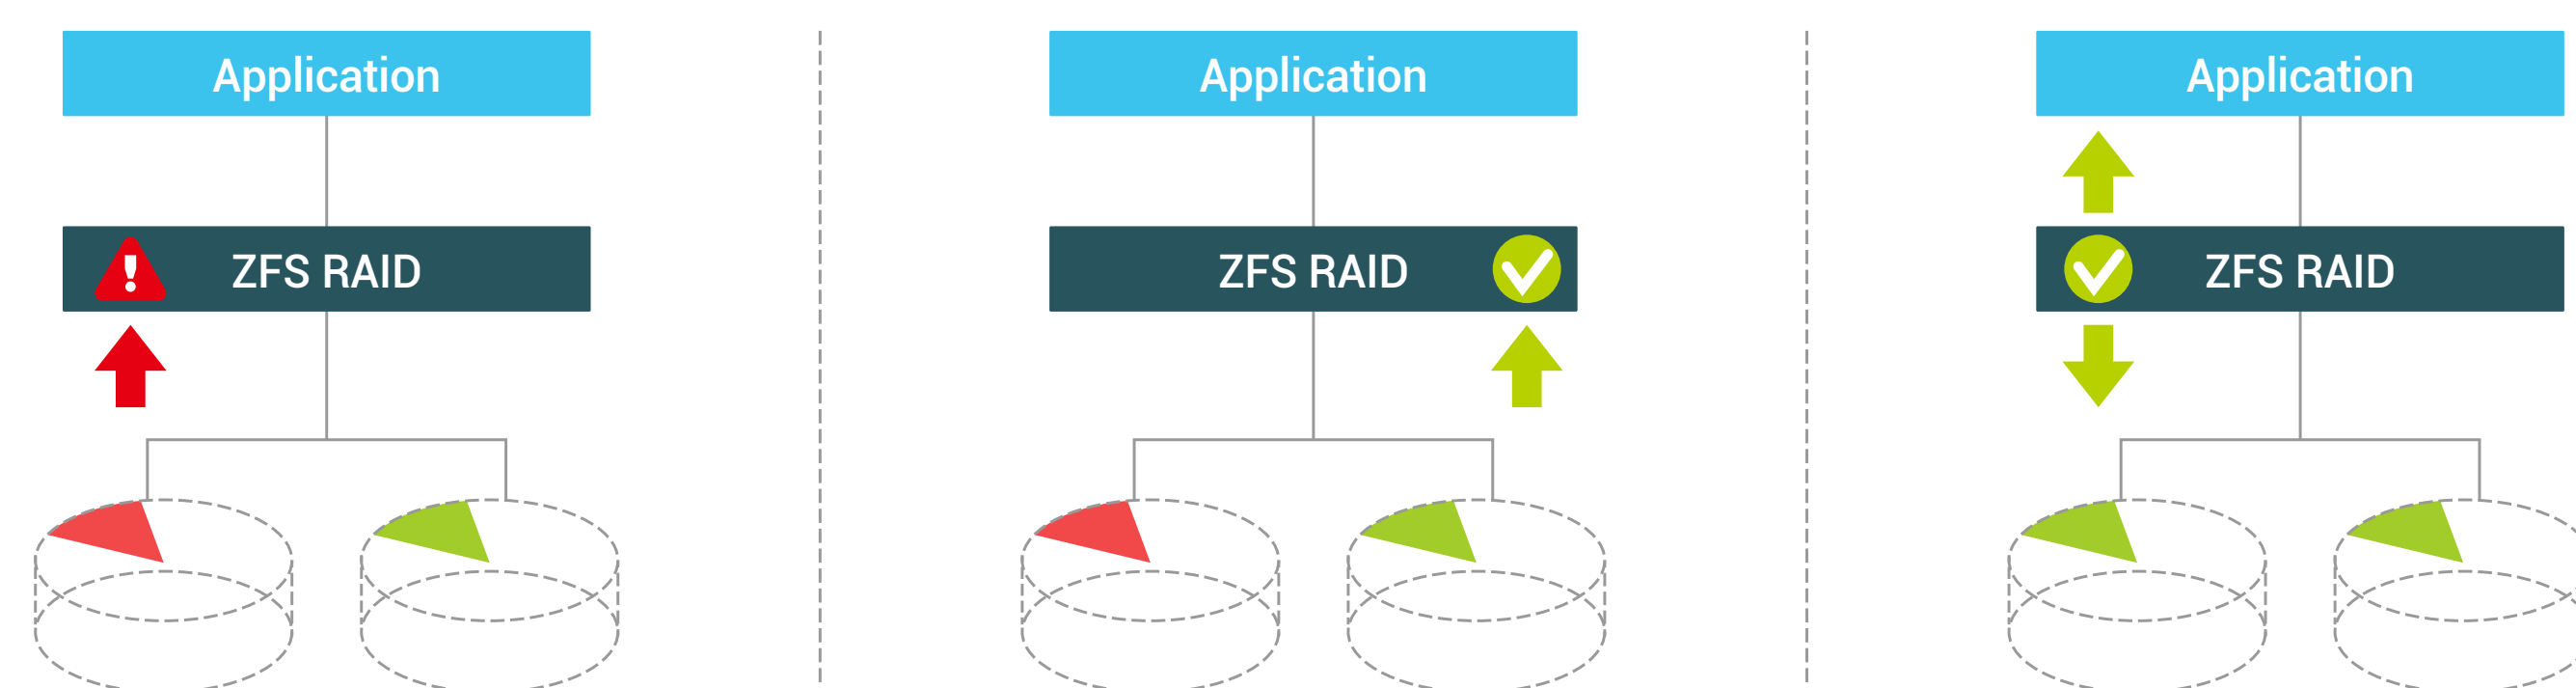 Application
Application
Application
ZFS RAID
ZFS RAID
ZFS RAID